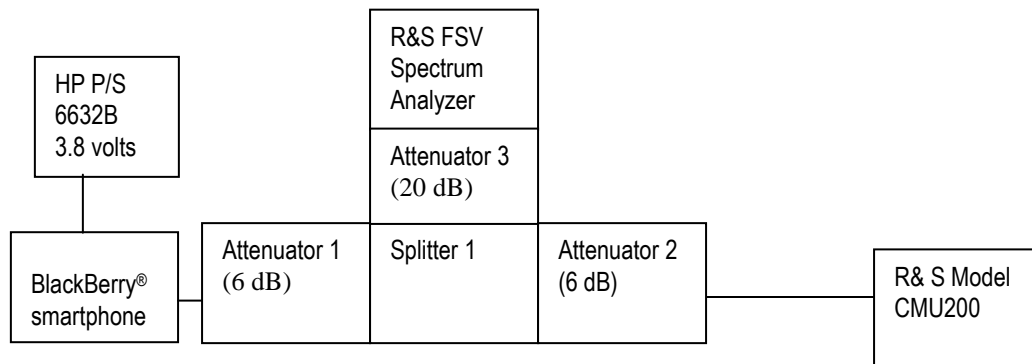 R&S FSV
Spectrum
Analyzer
HP P/S
6632B
3.8 volts
Attenuator 3
(20 dB)
Attenuator 1
(6 dB)
Splitter 1
Attenuator 2
(6 dB)
BlackBerry®
smartphone
R& S Model
CMU200